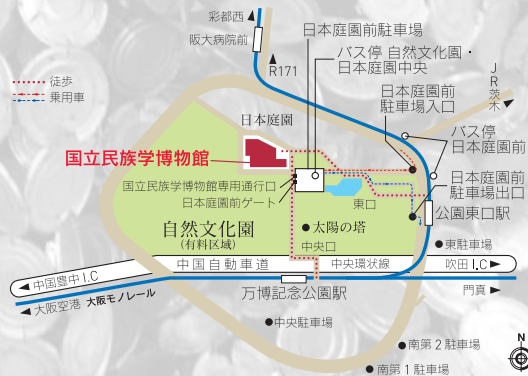 彩都西
阪大病院前
R171
日本庭園前駐車場
バス停 自然文化園・
日本庭園中央
JR茨木
徒歩
乗用車
日本庭園
日本庭園前
駐車場入口
バス停
日本庭園前
国立民族学博物館
国立民族学博物館専用通行口
日本庭園前ゲート
東口
日本庭園前
駐車場出口
公園東口駅
自然文化園
(有料区域)
太陽の塔
中央口
東駐車場
中国自動車道
中央環状線
吹田I.C
中国豊中I.C
大阪空港 大阪モノレール
万博記念公園駅
門真
中央駐車場
南第2駐車場
南第1駐車場
N